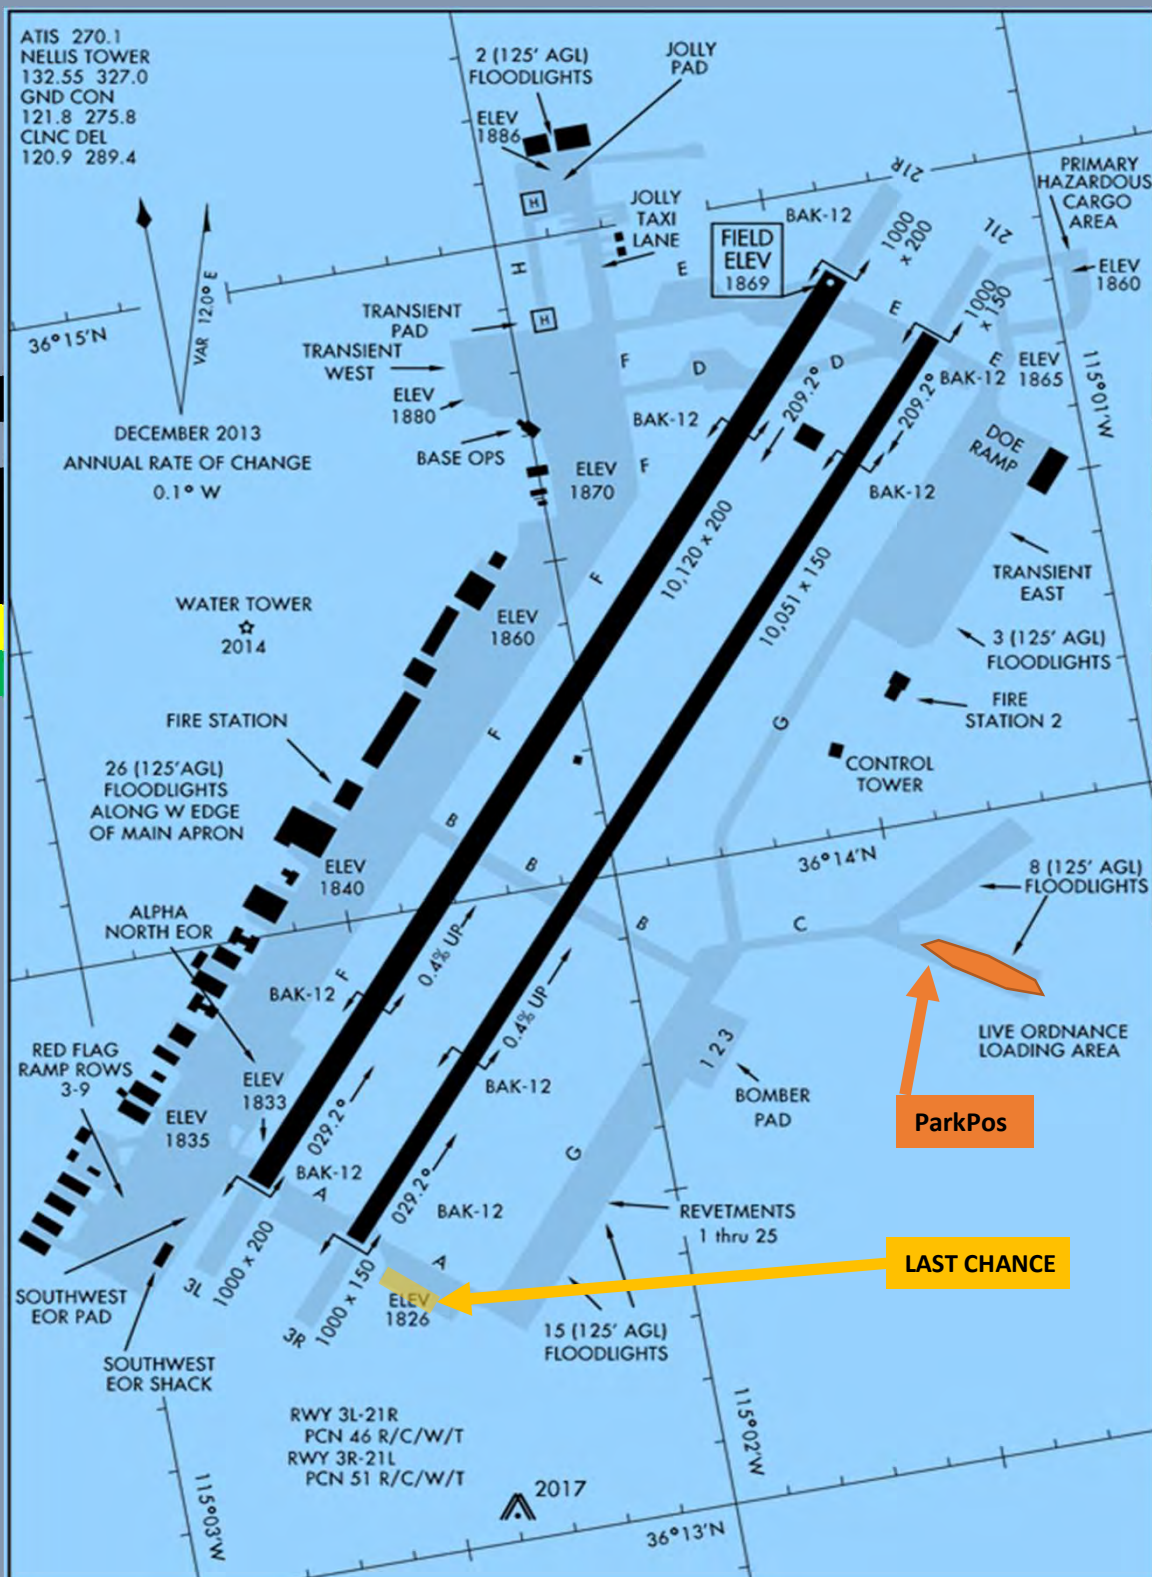 ATIS 270.1
NELLIS TOWER
132.55 327.0
GND CON
121.8 275.8
CLNC DEL
120.9 289.4
2 (125' AGL)
FLOODLIGHTS
JOLLY
PAD
ELEV
1886
H
JOLLY
TAXI
LANE
H
E
FIELD
ELEV
1869
BAK-12
21R
1000
x 200
21L
PRIMARY
HAZARDOUS
CARGO
AREA
ELEV
1860
1000
x 150
36°15'N
VAR 12.0° E
TRANSIENT
PAD
H
TRANSIENT
WEST
ELEV
1880
F
D
D
E
E
ELEV
1865
BAK-12
115°01'W
BAK-12
209.2°
209.2°
DECEMBER 2013
ANNUAL RATE OF CHANGE
0.1° W
BASE OPS
ELEV
1870
F
DOE
RAMP
BAK-12
10,120 x 200
10,051 x 150
F
TRANSIENT
EAST
WATER TOWER
2014
ELEV
1860
3 (125' AGL)
FLOODLIGHTS
FIRE
STATION 2
FIRE STATION
F
G
CONTROL
TOWER
26 (125'AGL)
FLOODLIGHTS
ALONG W EDGE
OF MAIN APRON
B
B
36°14'N
ELEV
1840
8 (125' AGL)
FLOODLIGHTS
ALPHA
NORTH EOR
B
C
F
0.4% UP
BAK-12
0.4% UP
LIVE ORDNANCE
LOADING AREA
RED FLAG
RAMP ROWS
3-9
ELEV
1833
BAK-12
1 2 3
BOMBER
PAD
ParkPos
ELEV
1835
029.2°
BAK-12
A
029.2°
BAK-12
G
REVETMENTS
1 thru 25
LAST CHANCE
A
3L
1000 x 200
1000 x 150
3R
ELEV
1826
SOUTHWEST
EOR PAD
15 (125' AGL)
FLOODLIGHTS
SOUTHWEST
EOR SHACK
RWY 3L-21R
PCN 46 R/C/W/T
RWY 3R-21L
PCN 51 R/C/W/T
2017
115°03'W
115°02'W
36°13'N